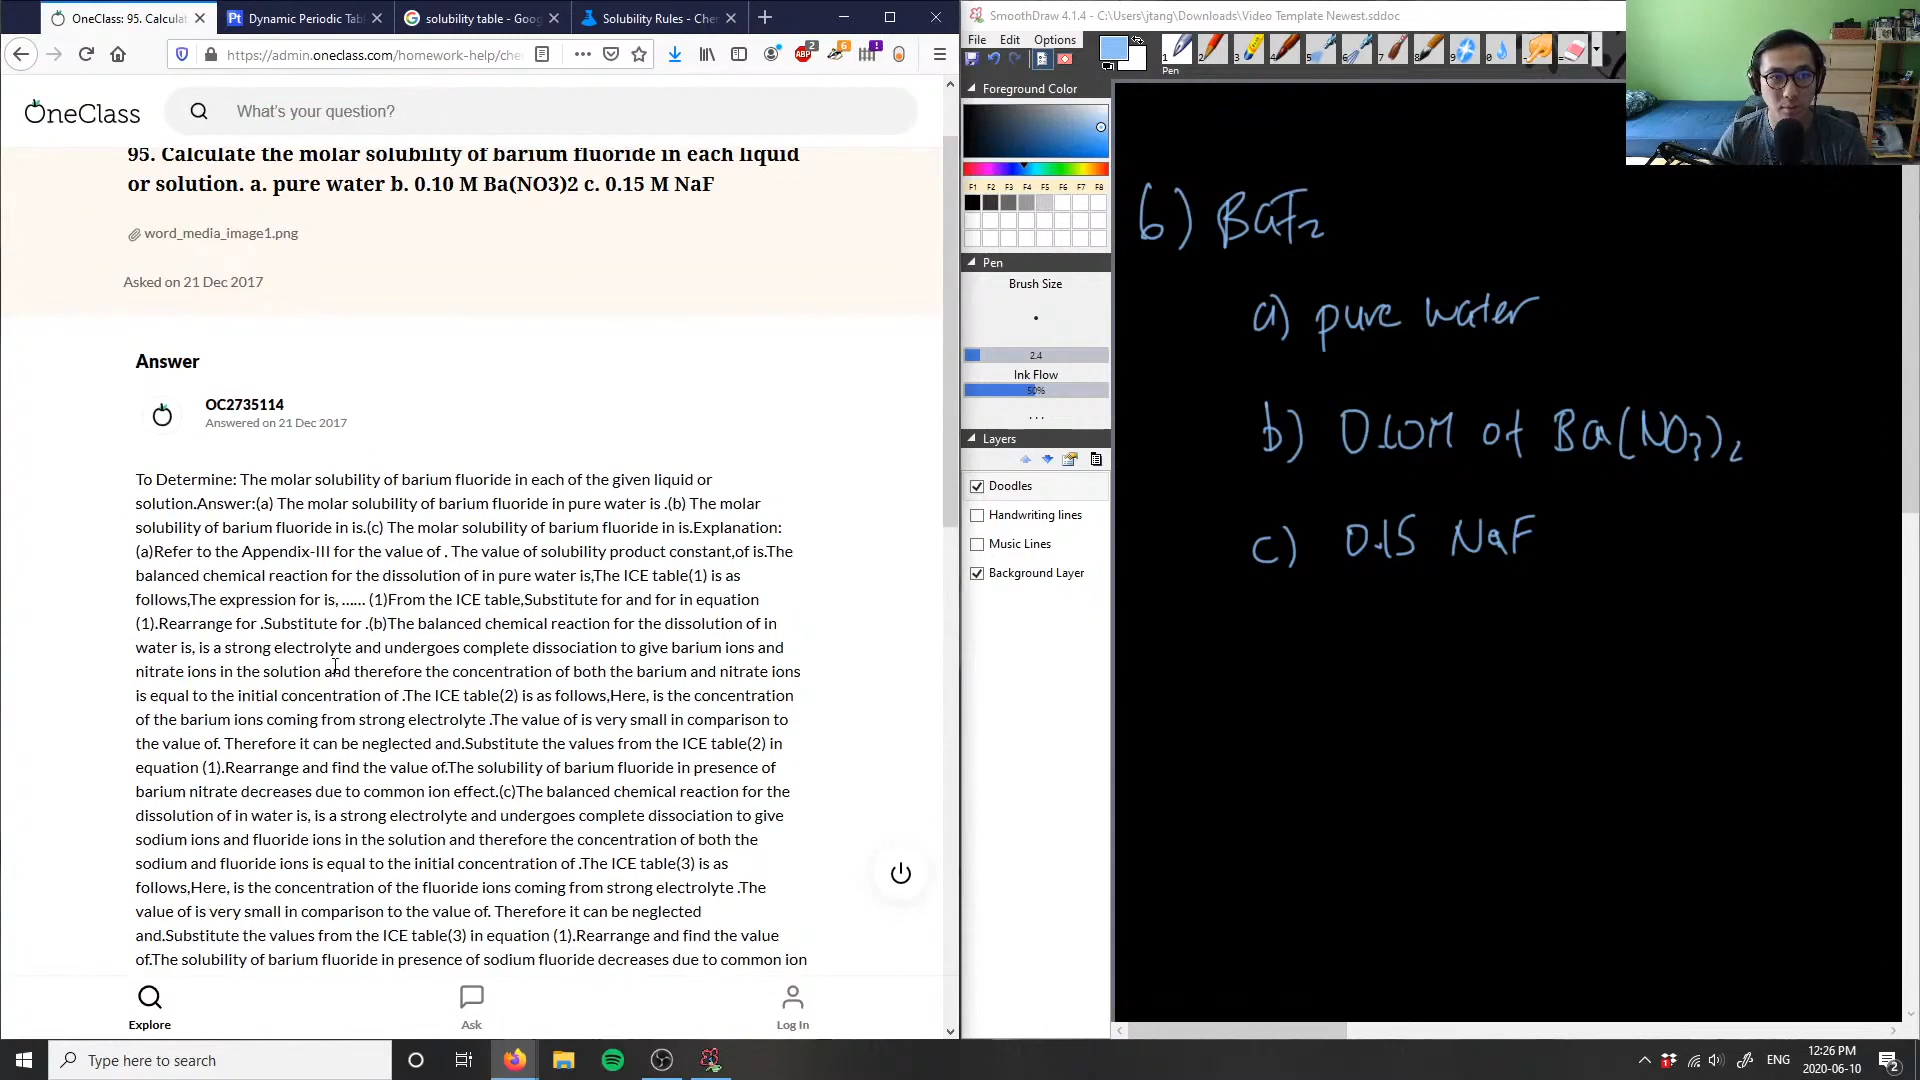 OneClass: 95. Calculat
Dynamic Periodic Tab
solubility table - Goog
Solubility Rules - Che
https://admin.oneclass.com/homework-help/che
OneClass
What's your question?
95. Calculate the molar solubility of barium fluoride in each liquid
or solution. a. pure water b. 0.10 M Ba(NO3)2 c. 0.15 M NaF
word_media_image1.png
Asked on 21 Dec 2017
Answer
OC2735114
Answered on 21 Dec 2017
To Determine: The molar solubility of barium fluoride in each of the given liquid or
solution.Answer:(a) The molar solubility of barium fluoride in pure water is .(b) The molar
solubility of barium fluoride in is.(c) The molar solubility of barium fluoride in is.Explanation:
(a)Refer to the Appendix-III for the value of . The value of solubility product constant,of is.The
balanced chemical reaction for the dissolution of in pure water is,The ICE table(1) is as
follows,The expression for is, ...... (1)From the ICE table,Substitute for and for in equation
(1).Rearrange for .Substitute for .(b)The balanced chemical reaction for the dissolution of in
water is, is a strong electrolyte and undergoes complete dissociation to give barium ions and
nitrate ions in the solution and therefore the concentration of both the barium and nitrate ions
is equal to the initial concentration of .The ICE table(2) is as follows,Here, is the concentration
of the barium ions coming from strong electrolyte .The value of is very small in comparison to
the value of. Therefore it can be neglected and.Substitute the values from the ICE table(2) in
equation (1).Rearrange and find the value of.The solubility of barium fluoride in presence of
barium nitrate decreases due to common ion effect.(c)The balanced chemical reaction for the
dissolution of in water is, is a strong electrolyte and undergoes complete dissociation to give
sodium ions and fluoride ions in the solution and therefore the concentration of both the
sodium and fluoride ions is equal to the initial concentration of .The ICE table(3) is as
follows,Here, is the concentration of the fluoride ions coming from strong electrolyte .The
value of is very small in comparison to the value of. Therefore it can be neglected
and.Substitute the values from the ICE table(3) in equation (1).Rearrange and find the value
of.The solubility of barium fluoride in presence of sodium fluoride decreases due to common ion
Explore
Ask
Log In
SmoothDraw 4.1.4 - C:\Users\jtang\Downloads\Video Template Newest.sddoc
File Edit Options
Pen
Foreground Color
F1 F2 F3 F4 F5 F6 F7 F8
Pen
Brush Size
2.4
Ink Flow
50%
...
Layers
Doodles
Handwriting lines
Music Lines
Background Layer
6) BaF2
a) pure water
b) 0.10M of Ba(NO3)2
c) 0.15 NaF
Type here to search
ENG
12:26 PM
2020-06-10
2